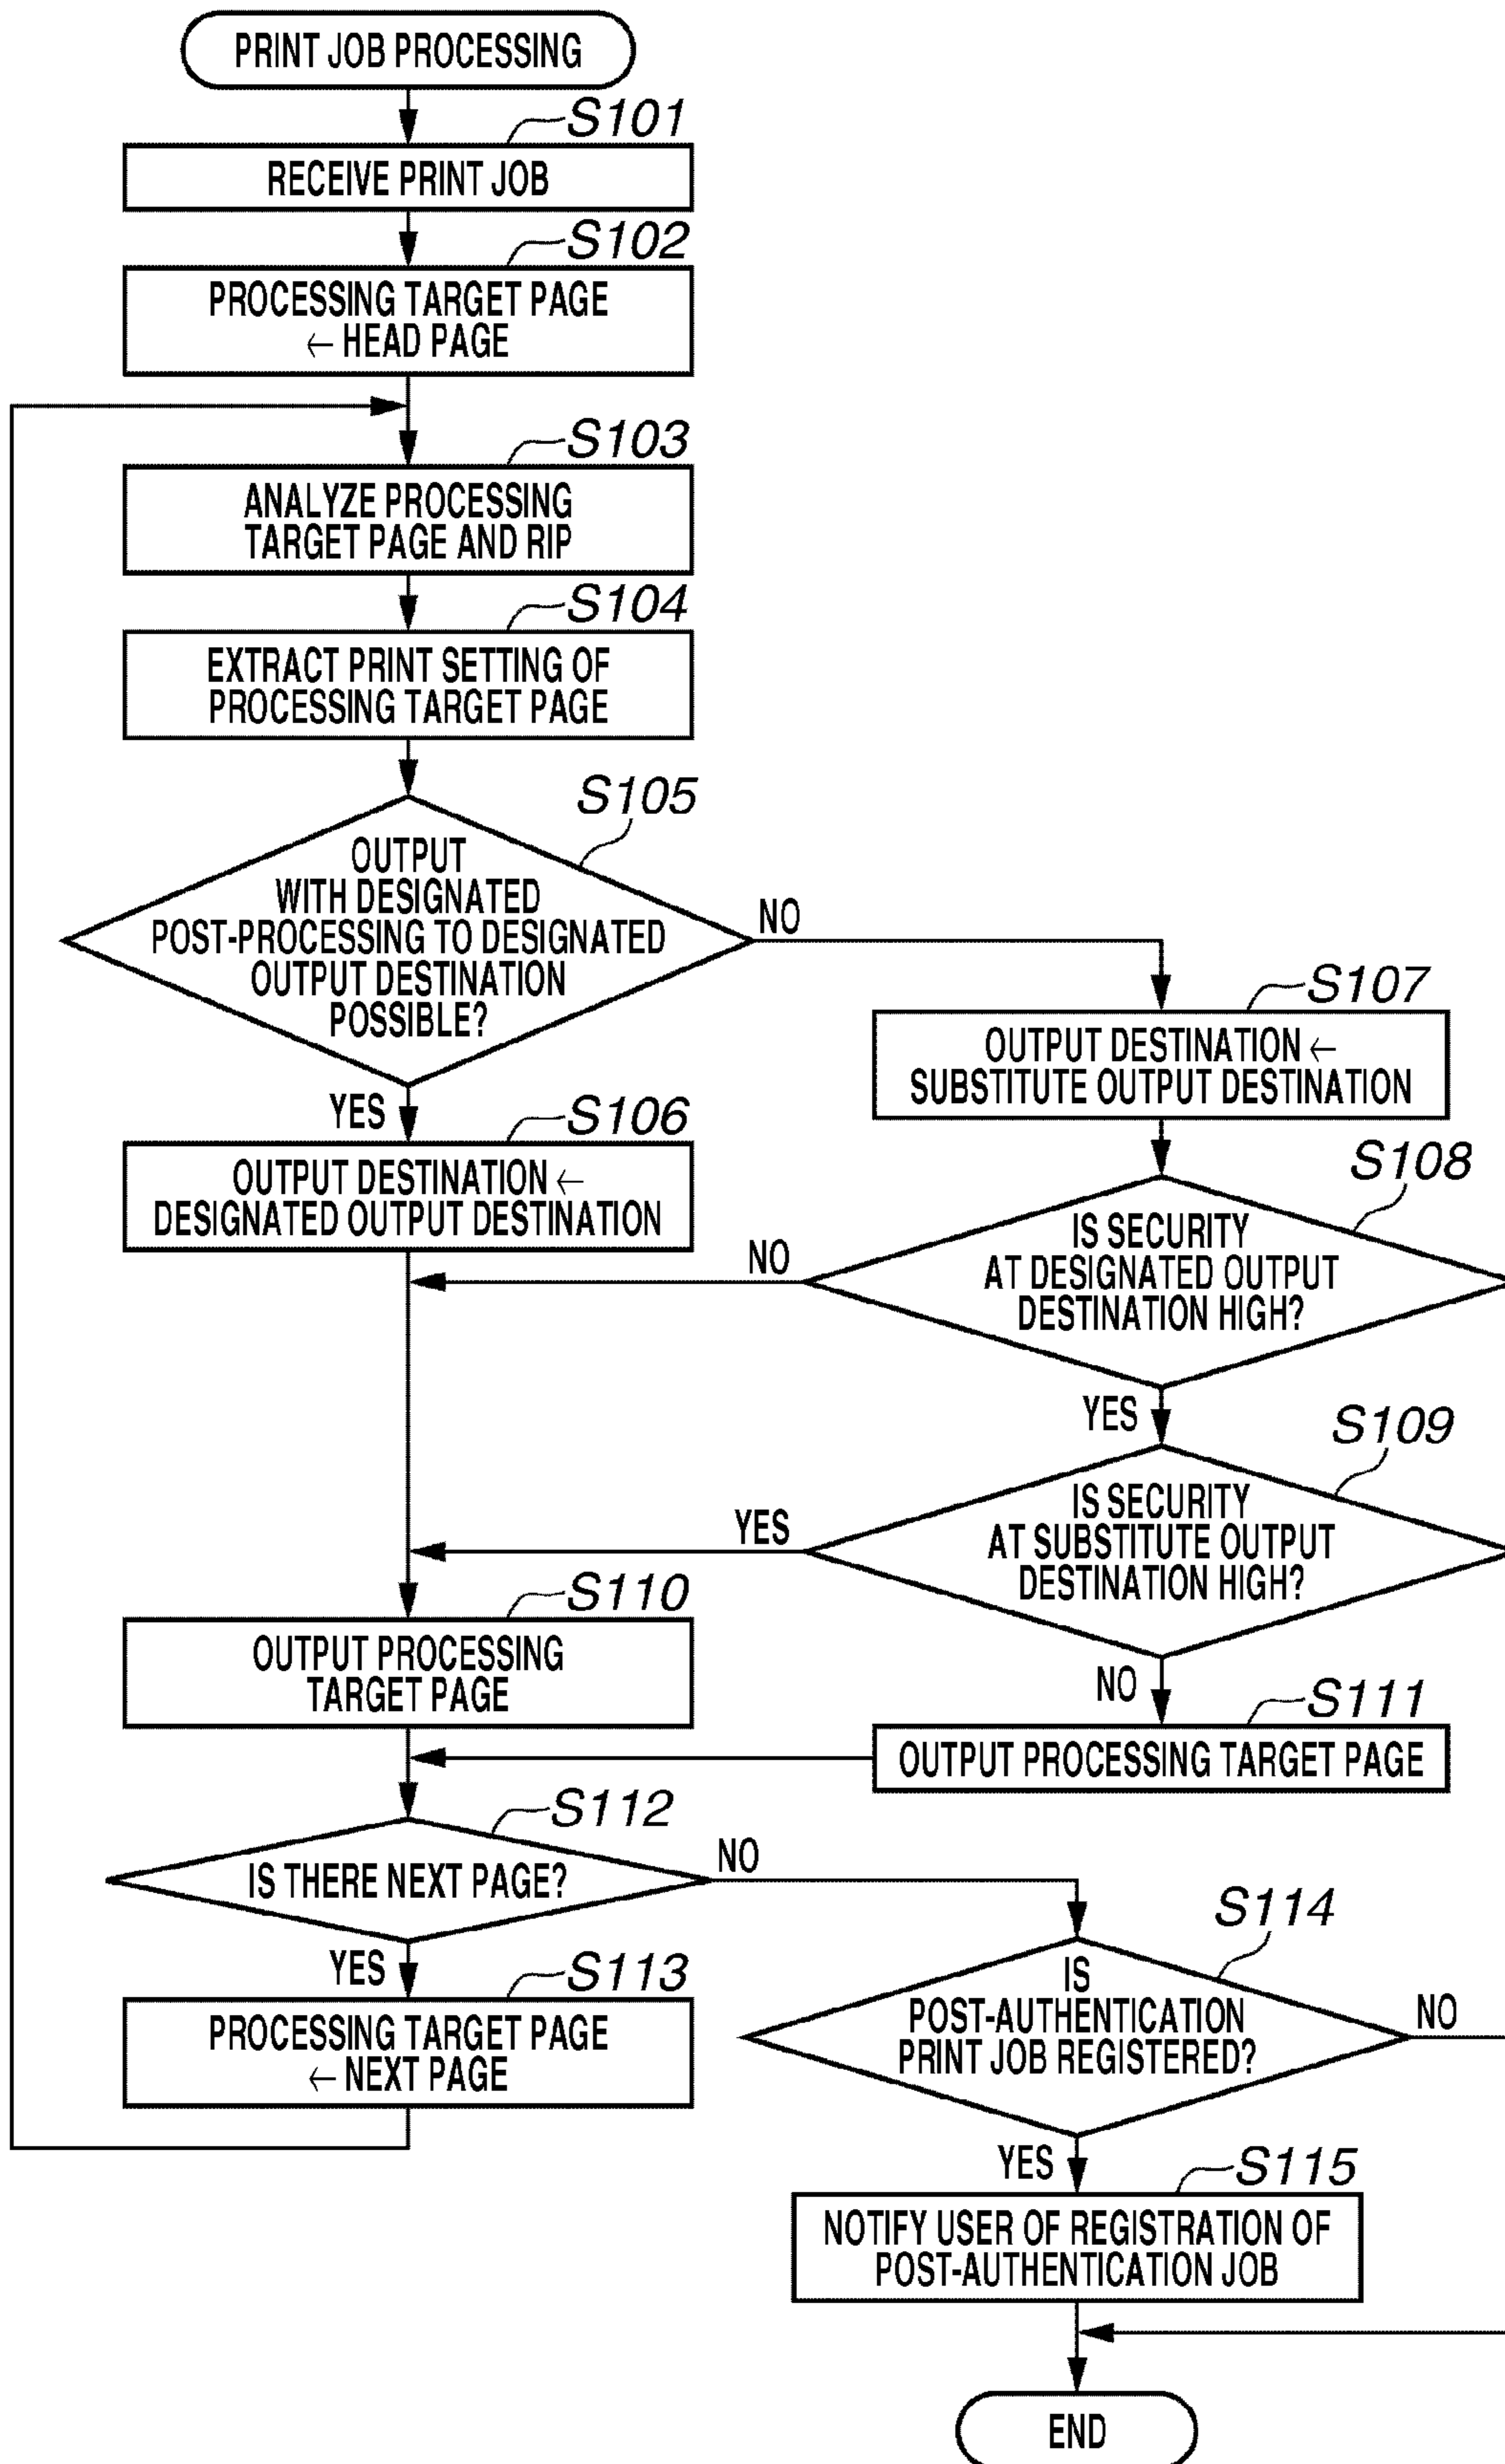 PRINT JOB PROCESSING
S101
RECEIVE PRINT JOB
S102
PROCESSING TARGET PAGE
← HEAD PAGE
S103
ANALYZE PROCESSING
TARGET PAGE AND RIP
S104
EXTRACT PRINT SETTING OF
PROCESSING TARGET PAGE
S105
OUTPUT
WITH DESIGNATED
POST-PROCESSING TO DESIGNATED
OUTPUT DESTINATION
POSSIBLE?
NO
YES
S106
OUTPUT DESTINATION ←
DESIGNATED OUTPUT DESTINATION
S107
OUTPUT DESTINATION ←
SUBSTITUTE OUTPUT DESTINATION
S108
IS SECURITY
AT DESIGNATED OUTPUT
DESTINATION HIGH?
NO
YES
S109
IS SECURITY
AT SUBSTITUTE OUTPUT
DESTINATION HIGH?
YES
NO
S110
OUTPUT PROCESSING
TARGET PAGE
S111
OUTPUT PROCESSING TARGET PAGE
S112
IS THERE NEXT PAGE?
NO
YES
S113
PROCESSING TARGET PAGE
← NEXT PAGE
S114
IS
POST-AUTHENTICATION
PRINT JOB REGISTERED?
NO
YES
S115
NOTIFY USER OF REGISTRATION OF
POST-AUTHENTICATION JOB
END